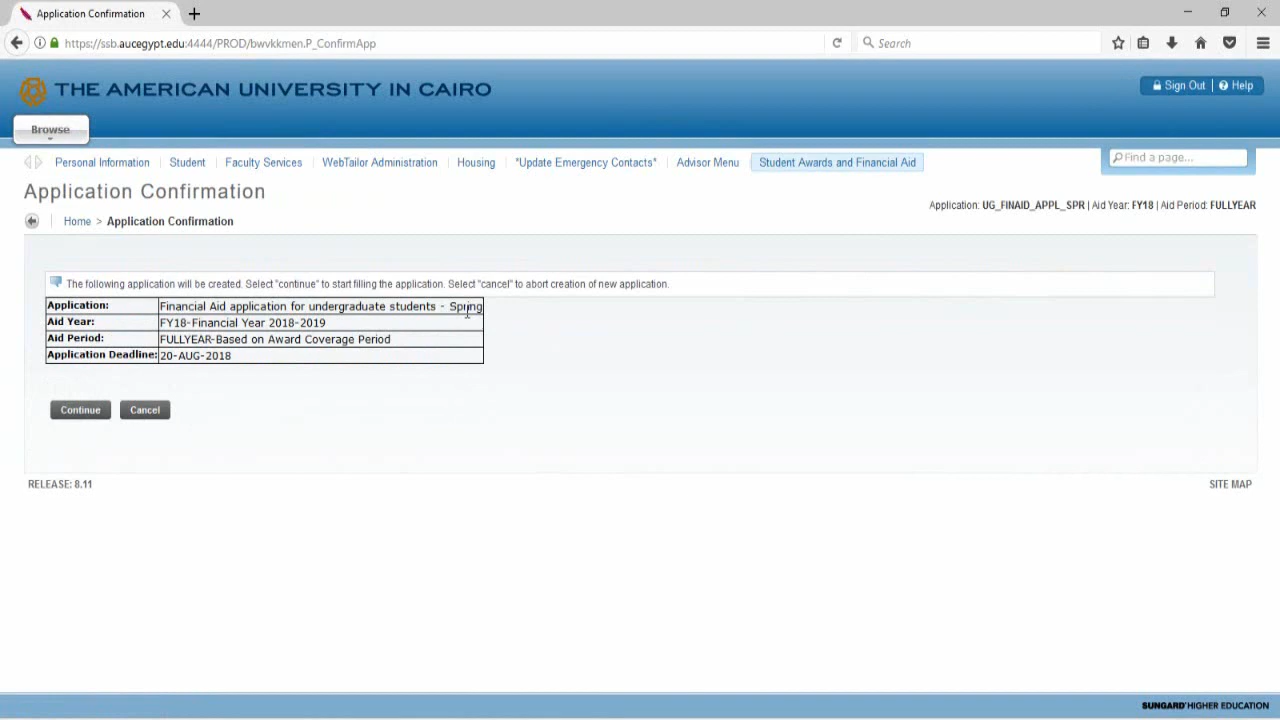 Application Confirmation
https://ssb.aucegypt.edu:4444/PROD/bwvkkmen.P_ConfirmApp
Search
THE AMERICAN UNIVERSITY IN CAIRO
Sign Out | Help
Browse
Personal Information | Student | Faculty Services | WebTailor Administration | Housing | *Update Emergency Contacts* | Advisor Menu | Student Awards and Financial Aid
Find a page...
Application Confirmation
Application: UG_FINAID_APPL_SPR | Aid Year: FY18 | Aid Period: FULLYEAR
Home > Application Confirmation
The following application will be created. Select "continue" to start filling the application. Select "cancel" to abort creation of new application.
Application: Financial Aid application for undergraduate students - Spring
Aid Year: FY18-Financial Year 2018-2019
Aid Period: FULLYEAR-Based on Award Coverage Period
Application Deadline: 20-AUG-2018
Continue Cancel
RELEASE: 8.11 SITE MAP
SUNGARD HIGHER EDUCATION